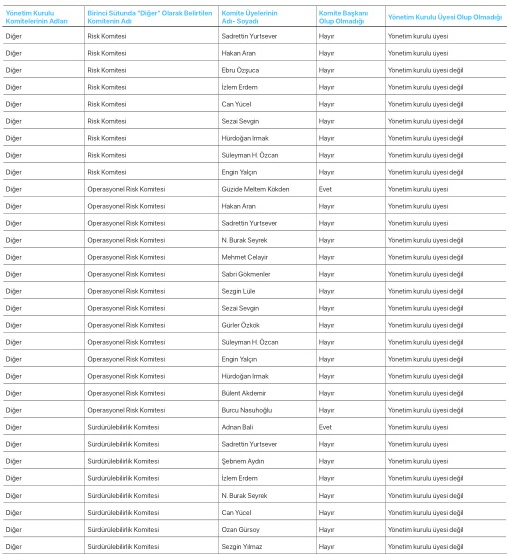 Yönetim Kurulu Komitelerinin Adları | Birinci Sütunda "Diğer" Olarak Belirtilen Komitenin Adı | Komite Üyelerinin Adı- Soyadı | Komite Başkanı Olup Olmadığı | Yönetim Kurulu Üyesi Olup Olmadığı
Diğer | Risk Komitesi | Sadrettin Yurtsever | Hayır | Yönetim kurulu üyesi
Diğer | Risk Komitesi | Hakan Aran | Hayır | Yönetim kurulu üyesi
Diğer | Risk Komitesi | Ebru Özşuca | Hayır | Yönetim kurulu üyesi değil
Diğer | Risk Komitesi | İzlem Erdem | Hayır | Yönetim kurulu üyesi değil
Diğer | Risk Komitesi | Can Yücel | Hayır | Yönetim kurulu üyesi değil
Diğer | Risk Komitesi | Sezai Sevgin | Hayır | Yönetim kurulu üyesi değil
Diğer | Risk Komitesi | Hürdoğan Irmak | Hayır | Yönetim kurulu üyesi değil
Diğer | Risk Komitesi | Süleyman H. Özcan | Hayır | Yönetim kurulu üyesi değil
Diğer | Risk Komitesi | Engin Yalçın | Hayır | Yönetim kurulu üyesi değil
Diğer | Operasyonel Risk Komitesi | Güzide Meltem Kökden | Evet | Yönetim kurulu üyesi
Diğer | Operasyonel Risk Komitesi | Hakan Aran | Hayır | Yönetim kurulu üyesi
Diğer | Operasyonel Risk Komitesi | Sadrettin Yurtsever | Hayır | Yönetim kurulu üyesi
Diğer | Operasyonel Risk Komitesi | N. Burak Seyrek | Hayır | Yönetim kurulu üyesi değil
Diğer | Operasyonel Risk Komitesi | Mehmet Celayir | Hayır | Yönetim kurulu üyesi değil
Diğer | Operasyonel Risk Komitesi | Sabri Gökmenler | Hayır | Yönetim kurulu üyesi değil
Diğer | Operasyonel Risk Komitesi | Sezgin Lüle | Hayır | Yönetim kurulu üyesi değil
Diğer | Operasyonel Risk Komitesi | Sezai Sevgin | Hayır | Yönetim kurulu üyesi değil
Diğer | Operasyonel Risk Komitesi | Gürler Özkök | Hayır | Yönetim kurulu üyesi değil
Diğer | Operasyonel Risk Komitesi | Süleyman H. Özcan | Hayır | Yönetim kurulu üyesi değil
Diğer | Operasyonel Risk Komitesi | Engin Yalçın | Hayır | Yönetim kurulu üyesi değil
Diğer | Operasyonel Risk Komitesi | Hürdoğan Irmak | Hayır | Yönetim kurulu üyesi değil
Diğer | Operasyonel Risk Komitesi | Bülent Akdemir | Hayır | Yönetim kurulu üyesi değil
Diğer | Operasyonel Risk Komitesi | Burcu Nasuhoğlu | Hayır | Yönetim kurulu üyesi değil
Diğer | Sürdürülebilirlik Komitesi | Adnan Bali | Evet | Yönetim kurulu üyesi
Diğer | Sürdürülebilirlik Komitesi | Sadrettin Yurtsever | Hayır | Yönetim kurulu üyesi
Diğer | Sürdürülebilirlik Komitesi | Şebnem Aydın | Hayır | Yönetim kurulu üyesi
Diğer | Sürdürülebilirlik Komitesi | İzlem Erdem | Hayır | Yönetim kurulu üyesi değil
Diğer | Sürdürülebilirlik Komitesi | N. Burak Seyrek | Hayır | Yönetim kurulu üyesi değil
Diğer | Sürdürülebilirlik Komitesi | Can Yücel | Hayır | Yönetim kurulu üyesi değil
Diğer | Sürdürülebilirlik Komitesi | Ozan Gürsoy | Hayır | Yönetim kurulu üyesi değil
Diğer | Sürdürülebilirlik Komitesi | Sezgin Yılmaz | Hayır | Yönetim kurulu üyesi değil